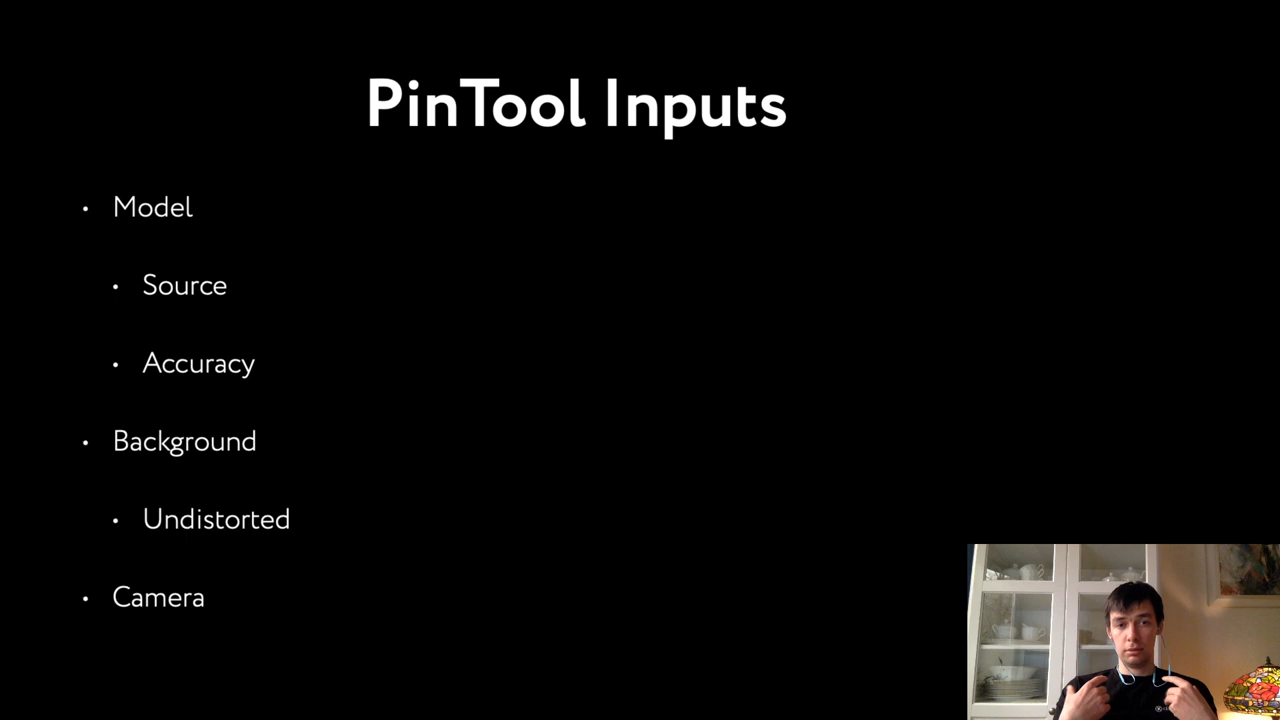 PinTool Inputs
• Model
• Source
• Accuracy
• Background
• Undistorted
• Camera